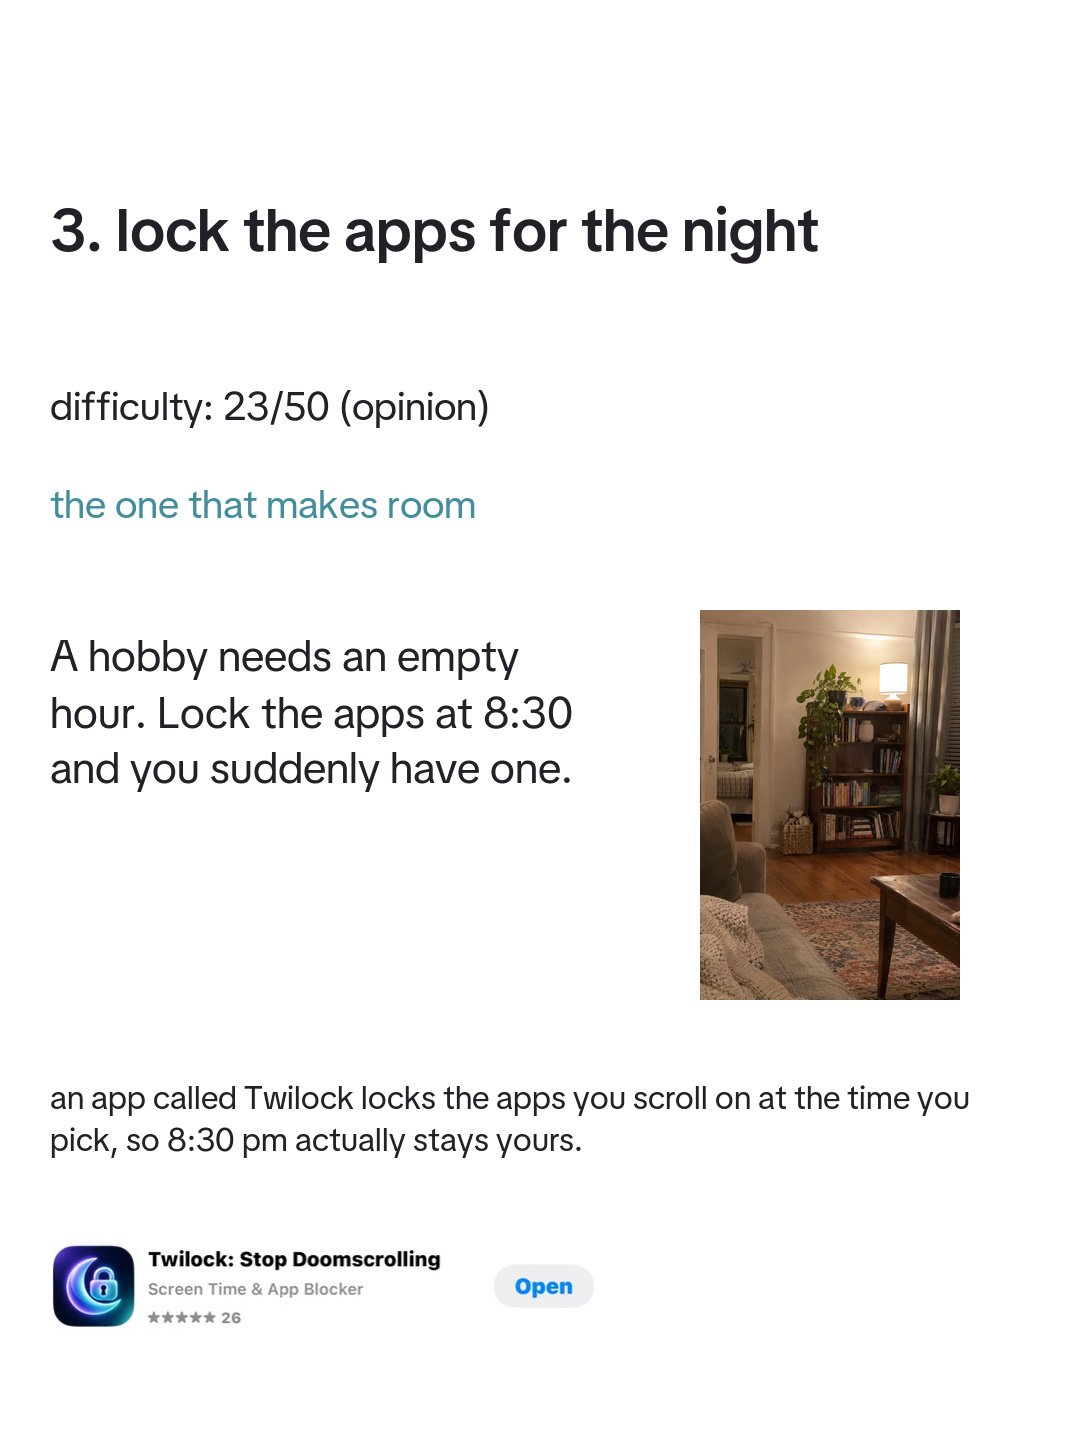 3. lock the apps for the night
difficulty: 23/50 (opinion)
the one that makes room
A hobby needs an empty
hour. Lock the apps at 8:30
and you suddenly have one.
an app called Twilock locks the apps you scroll on at the time you
pick, so 8:30 pm actually stays yours.
Twilock: Stop Doomscrolling
Screen Time & App Blocker
★★★★★ 26
Open